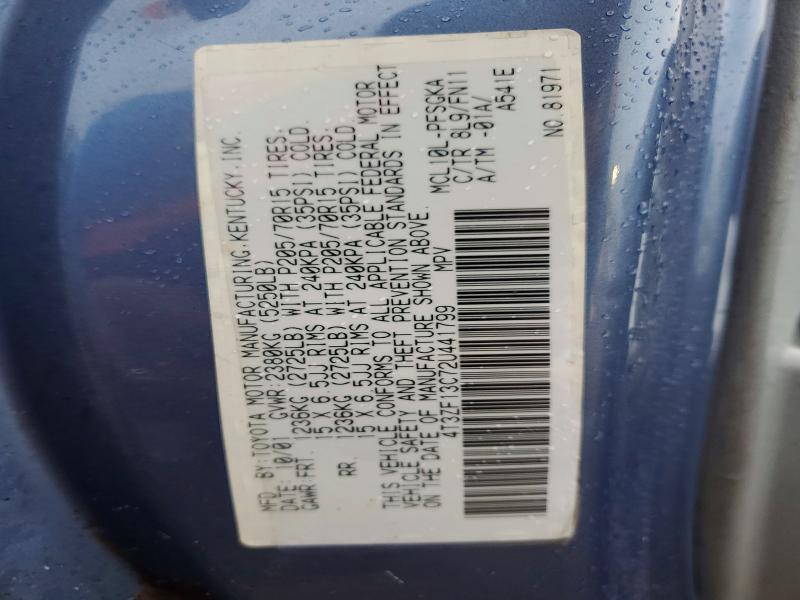 MFD. BY:TOYOTA MOTOR MANUFACTURING,KENTUCKY,INC.
DATE: 10/01 GVWR:2380KG (5250LB)
GAWR FRT. 1236KG (2725LB) WITH P205/70R15 TIRES,
15 X 6.5JJ RIMS AT 240KPA (35PSI) COLD
RR. 1236KG (2725LB) WITH P205/70R15 TIRES,
15 X 6.5JJ RIMS AT 240KPA (35PSI) COLD
THIS VEHICLE CONFORMS TO ALL APPLICABLE FEDERAL MOTOR
VEHICLE SAFETY AND THEFT PREVENTION STANDARDS IN EFFECT
ON THE DATE OF MANUFACTURE SHOWN ABOVE.
4T3ZF13C72U441799 MPV
MCL10L-PFSGKA
C/TR 8L9/FN11
A/TM -01A/
A541E
NO. 81971